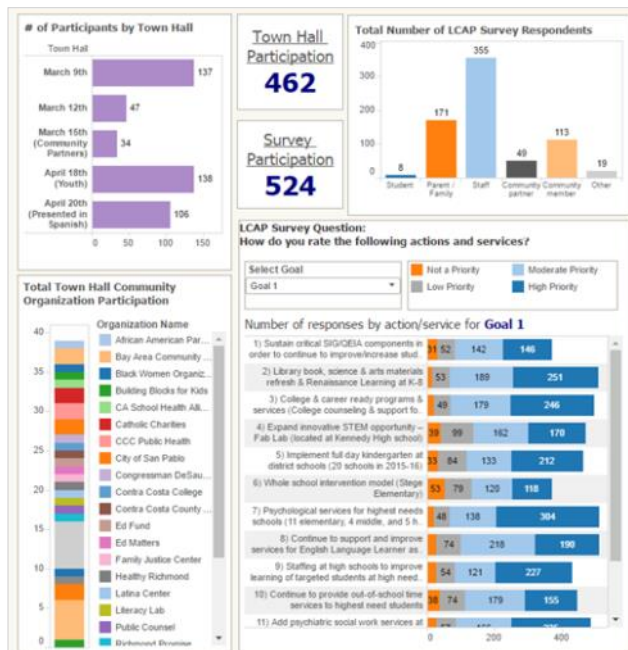 # of Participants by Town Hall
Town Hall
March 9th
137
March 12th
47
March 15th
(Community
Partners)
34
April 18th
(Youth)
138
April 20th
(Presented in
Spanish)
106
0 50 100 150
Town Hall
Participation
462
Survey
Participation
524
Total Number of LCAP Survey Respondents
400
300
200
100
0
8
171
355
49
113
19
Student
Parent /
Family
Staff
Community
partner
Community
member
Other
Total Town Hall Community
Organization Participation
40
35
30
25
20
15
10
5
0
Organization Name
African American Par...
Bay Area Community ...
Black Women Organiz...
Building Blocks for Kids
CA School Health Alli...
Catholic Charities
CCC Public Health
City of San Pablo
Congressman DeSau...
Contra Costa College
Contra Costa County ...
Ed Fund
Ed Matters
Family Justice Center
Healthy Richmond
Latina Center
Literacy Lab
Public Counsel
Richmond Promise
LCAP Survey Question:
How do you rate the following actions and services?
Select Goal
Goal 1
Not a Priority
Moderate Priority
Low Priority
High Priority
Number of responses by action/service for Goal 1
1) Sustain critical SIG/QEIA components in
order to continue to improve/increase stud..
31 52 142 146
2) Library book, science & arts materials
refresh & Renaissance Learning at K-8
53 189 251
3) College & career ready programs &
services (College counseling & support fo..
49 179 246
4) Expand innovative STEM opportunity –
Fab Lab (located at Kennedy High school)
39 99 162 170
5) Implement full day kindergarten at
district schools (20 schools in 2015-16)
33 84 133 212
6) Whole school intervention model (Stege
Elementary)
53 79 120 118
7) Psychological services for highest needs
schools (11 elementary, 4 middle, and 5 h..
48 138 304
8) Continue to support and improve
services for English Language Learner as..
74 218 190
9) Staffing at high schools to improve
learning of targeted students at high need..
54 121 227
10) Continue to provide out-of-school time
services to highest need students
38 74 179 155
11) Add psychiatric social work services at
0 200 400